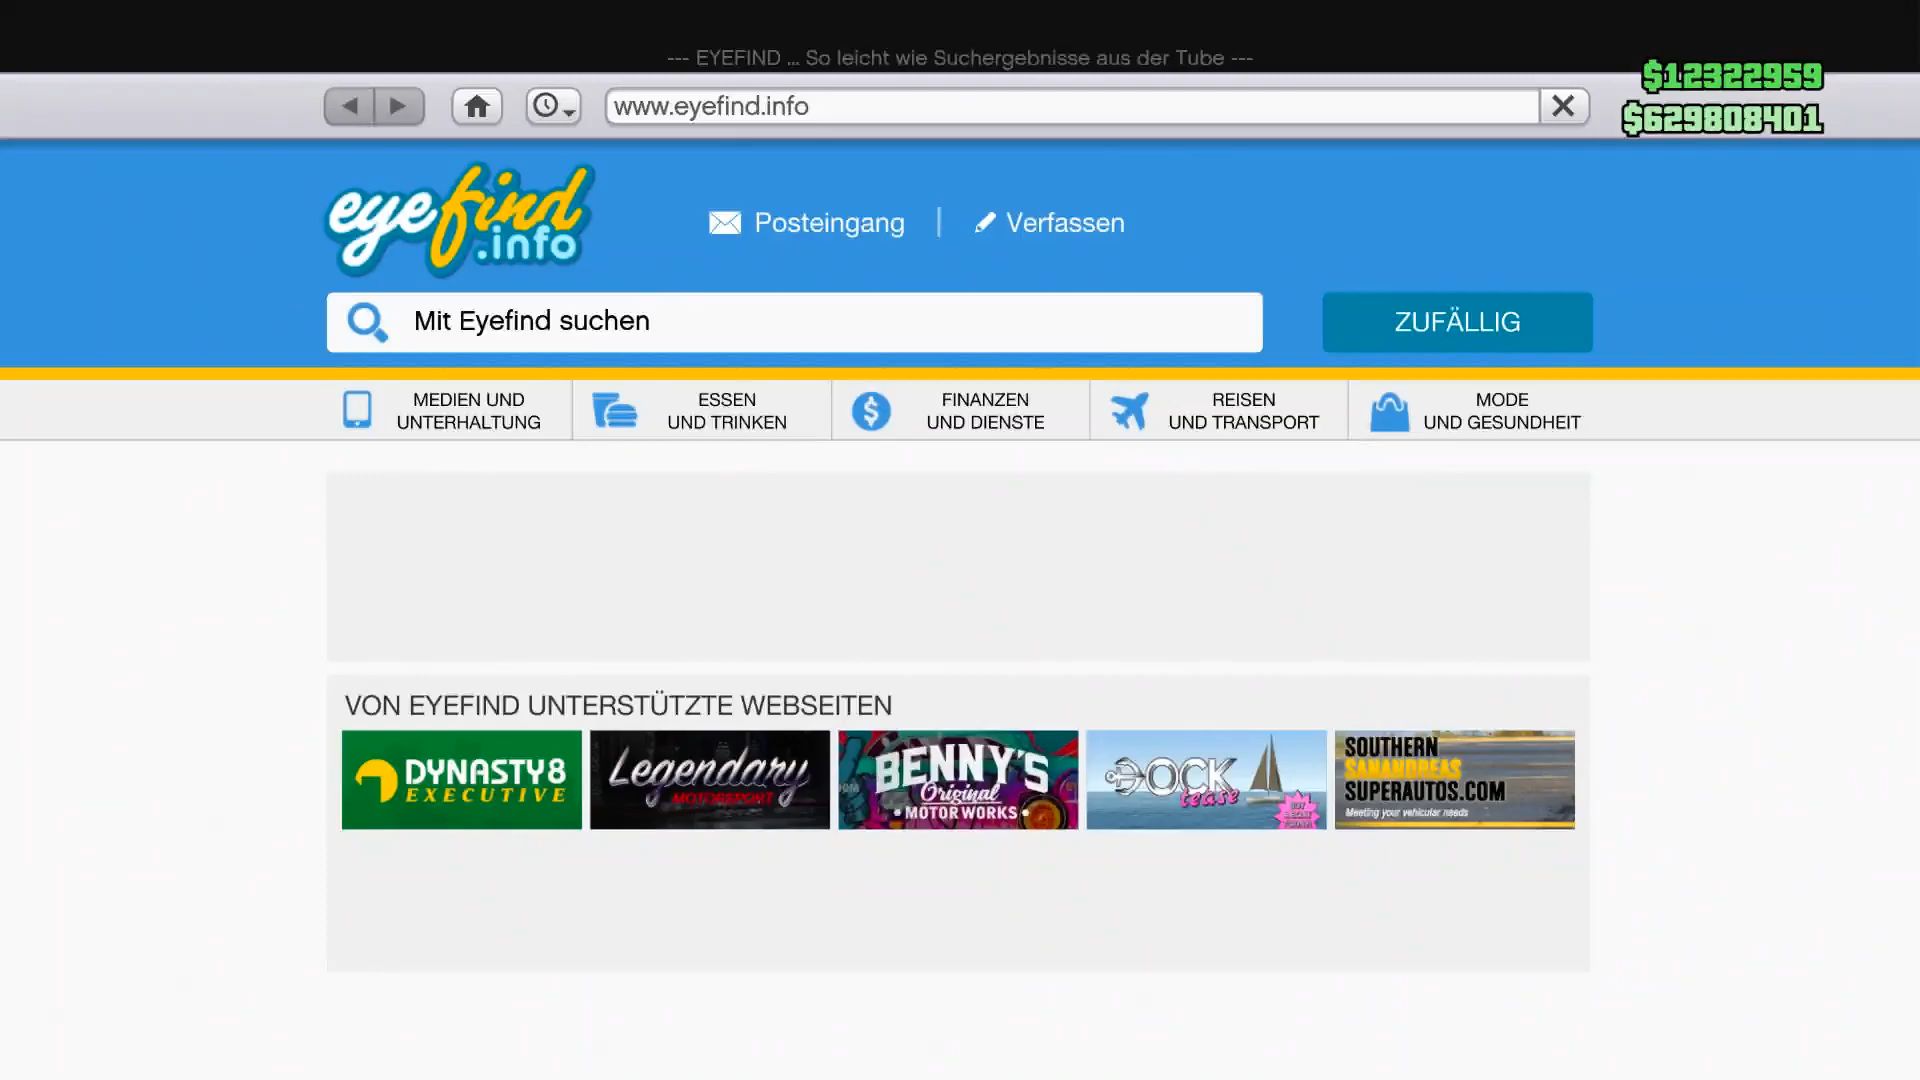 --- EYEFIND ... So leicht wie Suchergebnisse aus der Tube ---
$12322959
www.eyefind.info
$629808401
eyefind
.info
Posteingang
Verfassen
Mit Eyefind suchen
ZUFÄLLIG
MEDIEN UND
UNTERHALTUNG
ESSEN
UND TRINKEN
FINANZEN
UND DIENSTE
REISEN
UND TRANSPORT
MODE
UND GESUNDHEIT
VON EYEFIND UNTERSTÜTZTE WEBSEITEN
DYNASTY8
EXECUTIVE
Legendary
MOTORSPORT
BENNY'S
Original
• MOTOR WORKS •
DOCK
tease
SOUTHERN
SANANDREAS
SUPERAUTOS.COM
Meeting your vehicular needs